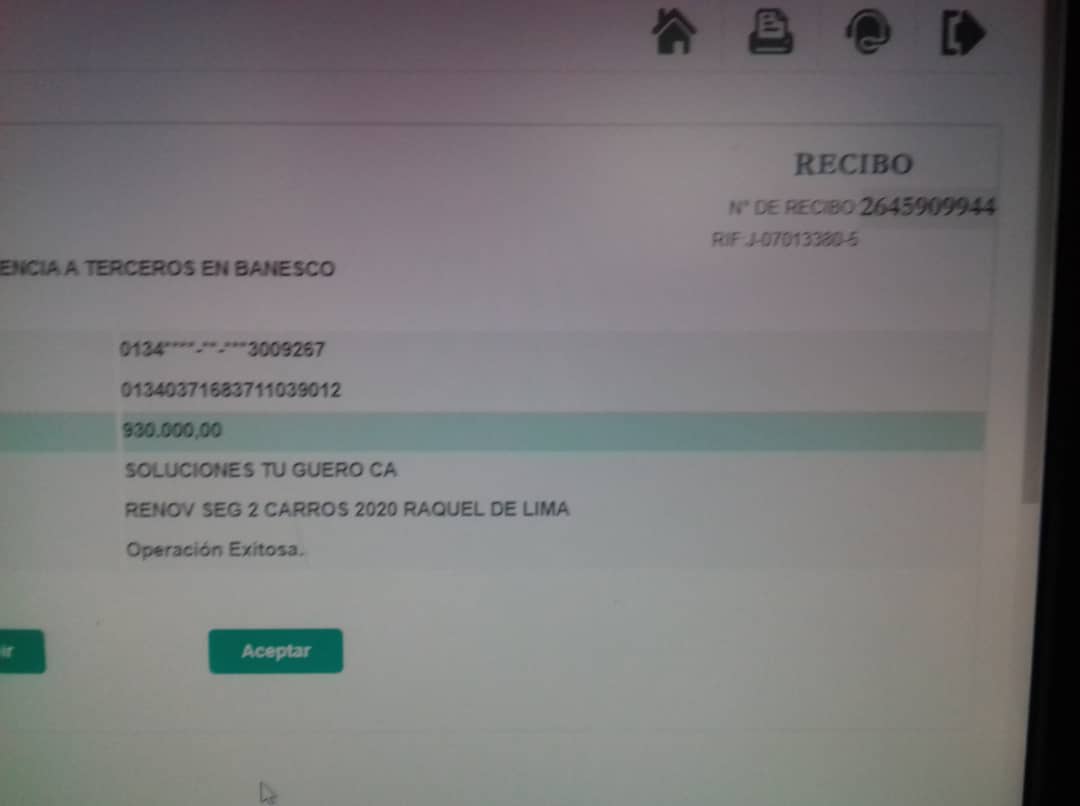 RECIBO
N° DE RECIBO 2645909944
RIF:J-07013380-5
ENCIA A TERCEROS EN BANESCO
0134****-**-***3009267
01340371683711039012
930.000,00
SOLUCIONES TU GUERO CA
RENOV SEG 2 CARROS 2020 RAQUEL DE LIMA
Operación Exitosa.
ir
Aceptar